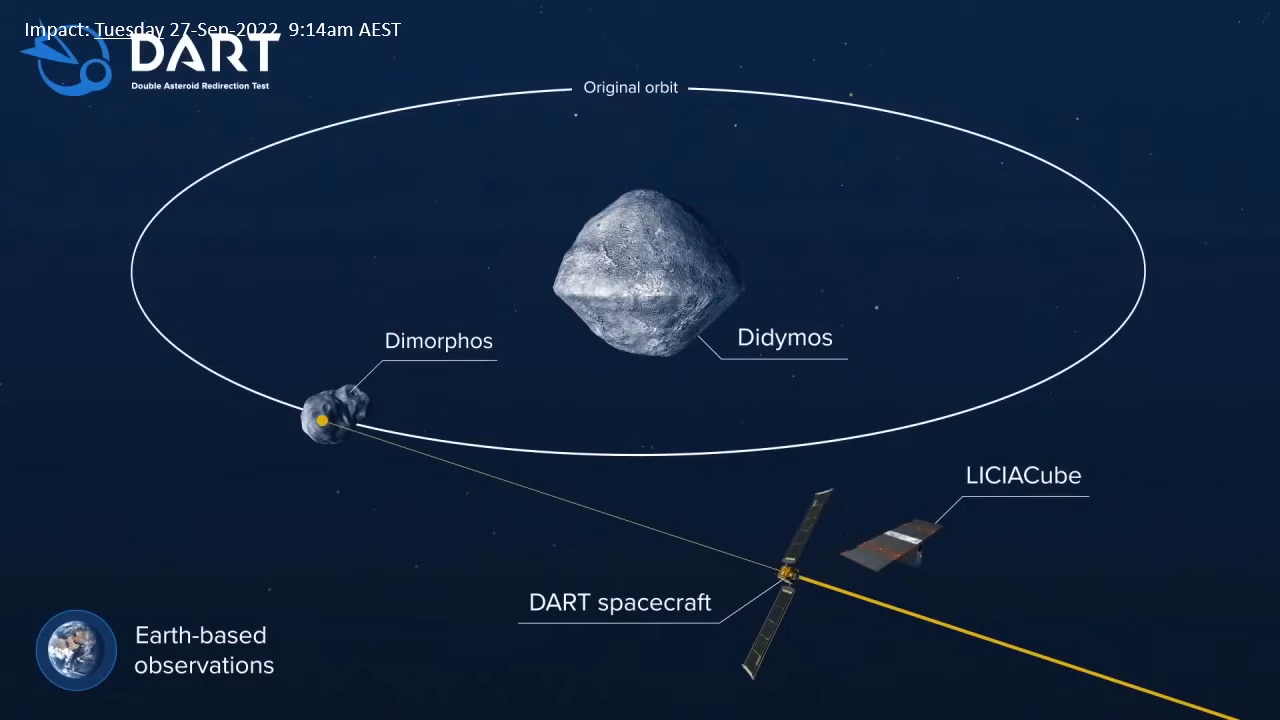 Impact: Tuesday 27-Sep-2022 9:14am AEST
DART
Double Asteroid Redirection Test
Original orbit
Dimorphos
Didymos
LICIACube
DART spacecraft
Earth-based
observations